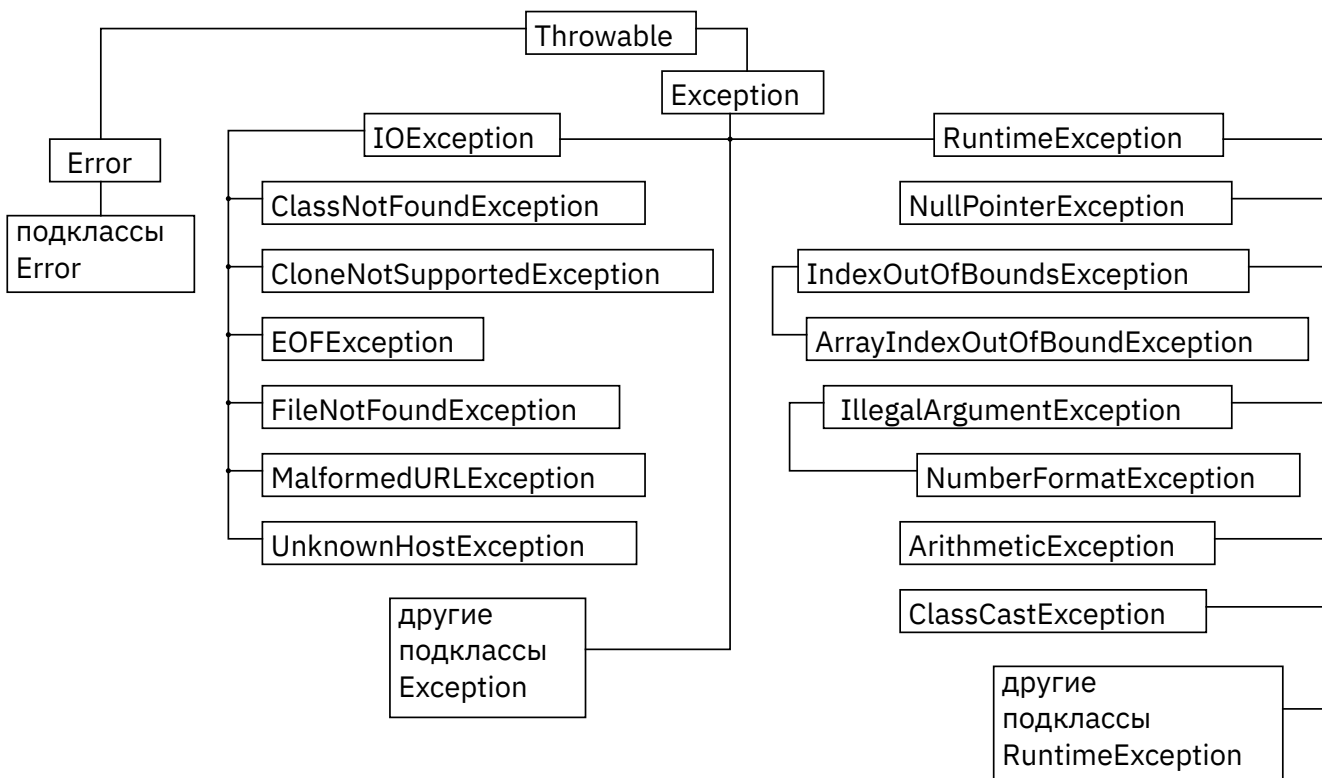 Throwable
Exception
IOException
RuntimeException
Error
ClassNotFoundException
NullPointerException
подклассы
Error
CloneNotSupportedException
IndexOutOfBoundsException
EOFException
ArrayIndexOutOfBoundException
FileNotFoundException
IllegalArgumentException
MalformedURLException
NumberFormatException
UnknownHostException
ArithmeticException
ClassCastException
другие
подклассы
Exception
другие
подклассы
RuntimeException